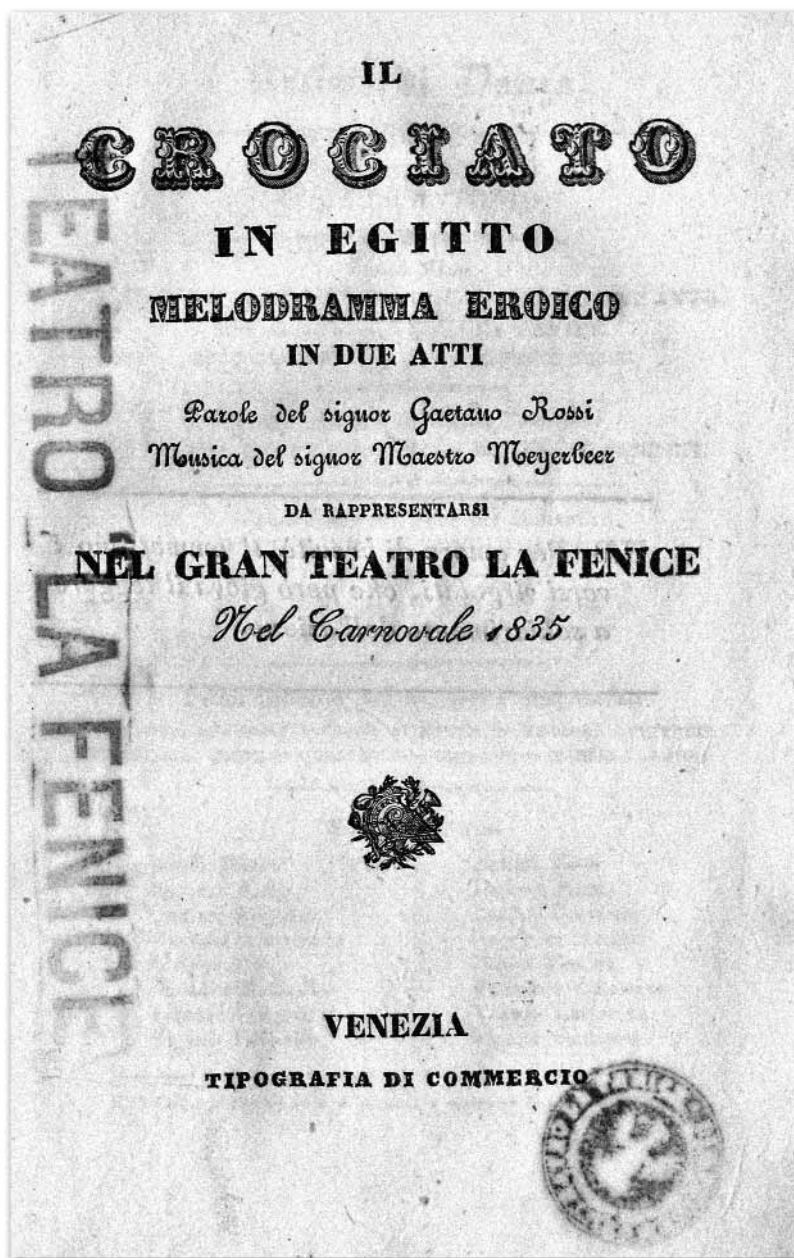 IL
CROCIATO
IN EGITTO
MELODRAMMA EROICO
IN DUE ATTI
Parole del signor Gaetano Rossi
Musica del signor Maestro Meyerbeer
DA RAPPRESENTARSI
NEL GRAN TEATRO LA FENICE
Nel Carnovale 1835
VENEZIA
TIPOGRAFIA DI COMMERCIO
TEATRO "LA FENICE